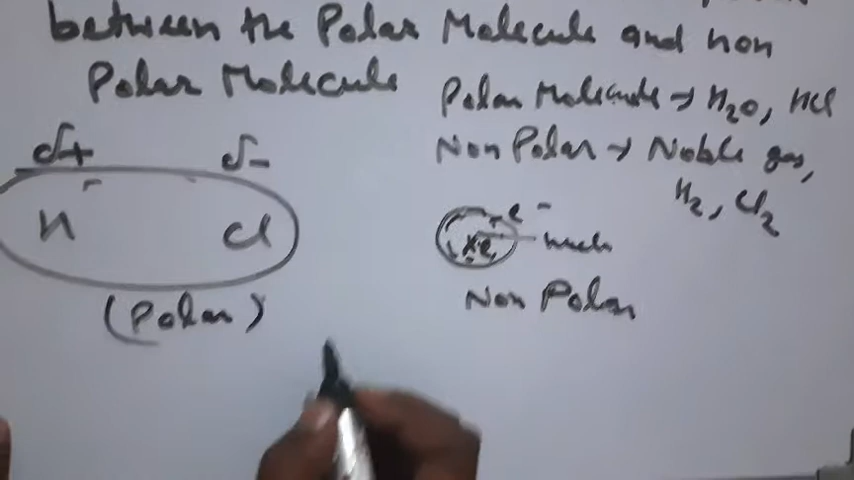 between the Polar Molecule and non
Polar Molecule
Polar Molecule → H2O, HCl
Non Polar → Noble gas,
H2, Cl2
δ+ δ-
H Cl
(Polar)
e-
Xe
Non Polar